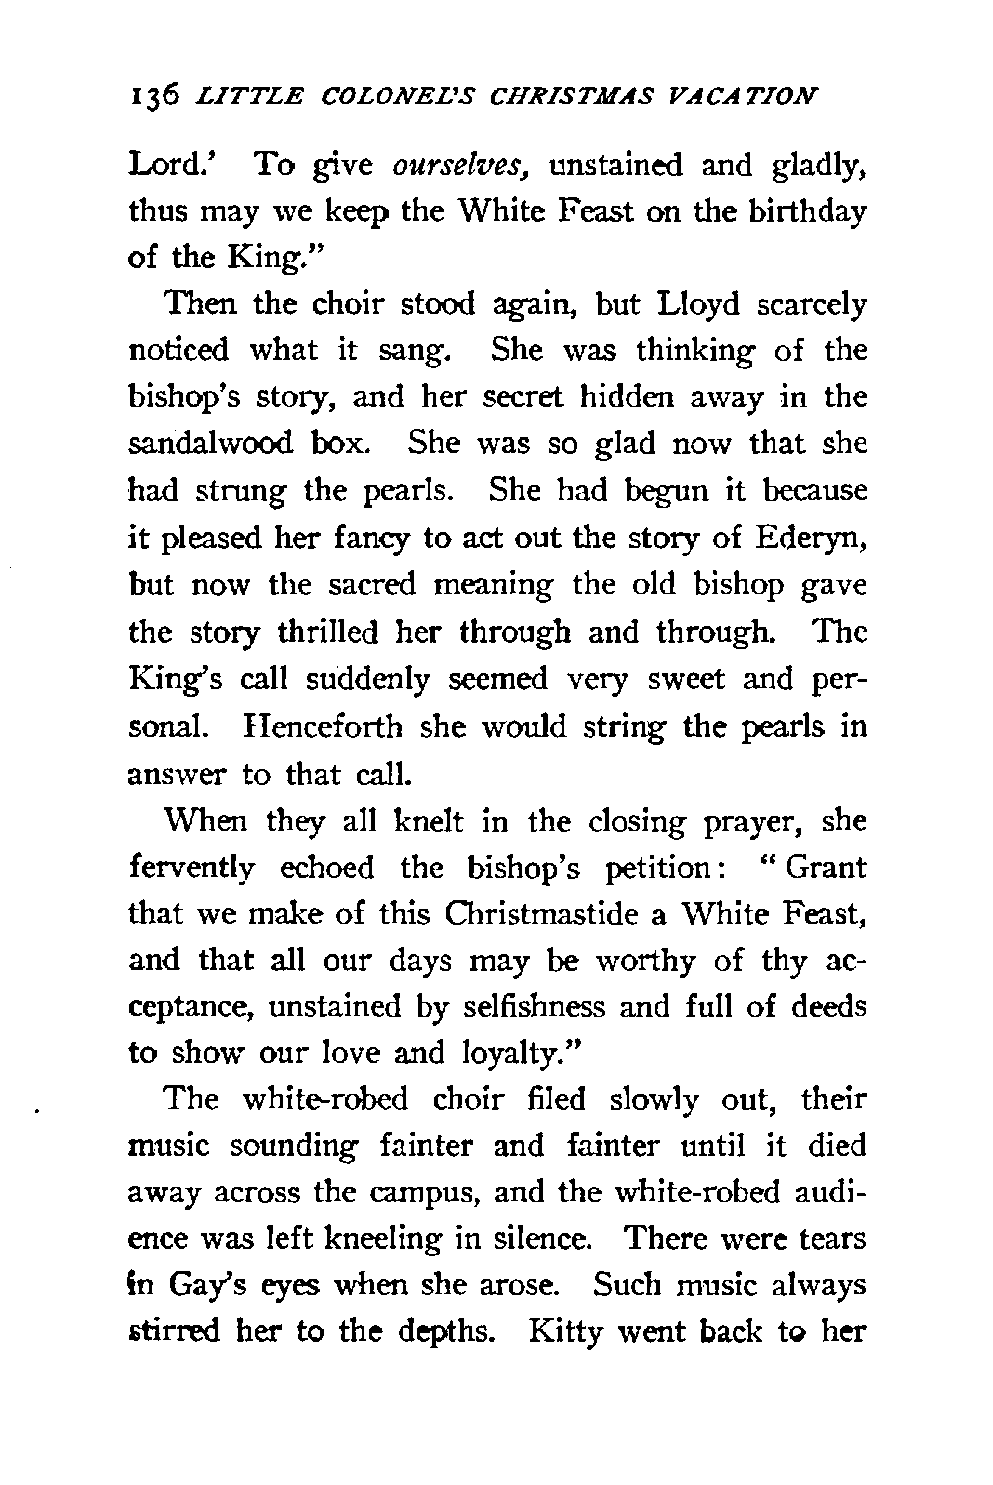 136 LITTLE COLONEL'S CHRISTMAS VACATION
Lord.' To give ourselves, unstained and gladly,
thus may we keep the White Feast on the birthday
of the King."
Then the choir stood again, but Lloyd scarcely
noticed what it sang. She was thinking of the
bishop's story, and her secret hidden away in the
sandalwood box. She was so glad now that she
had strung the pearls. She had begun it because
it pleased her fancy to act out the story of Ederyn,
but now the sacred meaning the old bishop gave
the story thrilled her through and through. The
King's call suddenly seemed very sweet and per-
sonal. Henceforth she would string the pearls in
answer to that call.
When they all knelt in the closing prayer, she
fervently echoed the bishop's petition: " Grant
that we make of this Christmastide a White Feast,
and that all our days may be worthy of thy ac-
ceptance, unstained by selfishness and full of deeds
to show our love and loyalty."
The white-robed choir filed slowly out, their
music sounding fainter and fainter until it died
away across the campus, and the white-robed audi-
ence was left kneeling in silence. There were tears
in Gay's eyes when she arose. Such music always
stirred her to the depths. Kitty went back to her